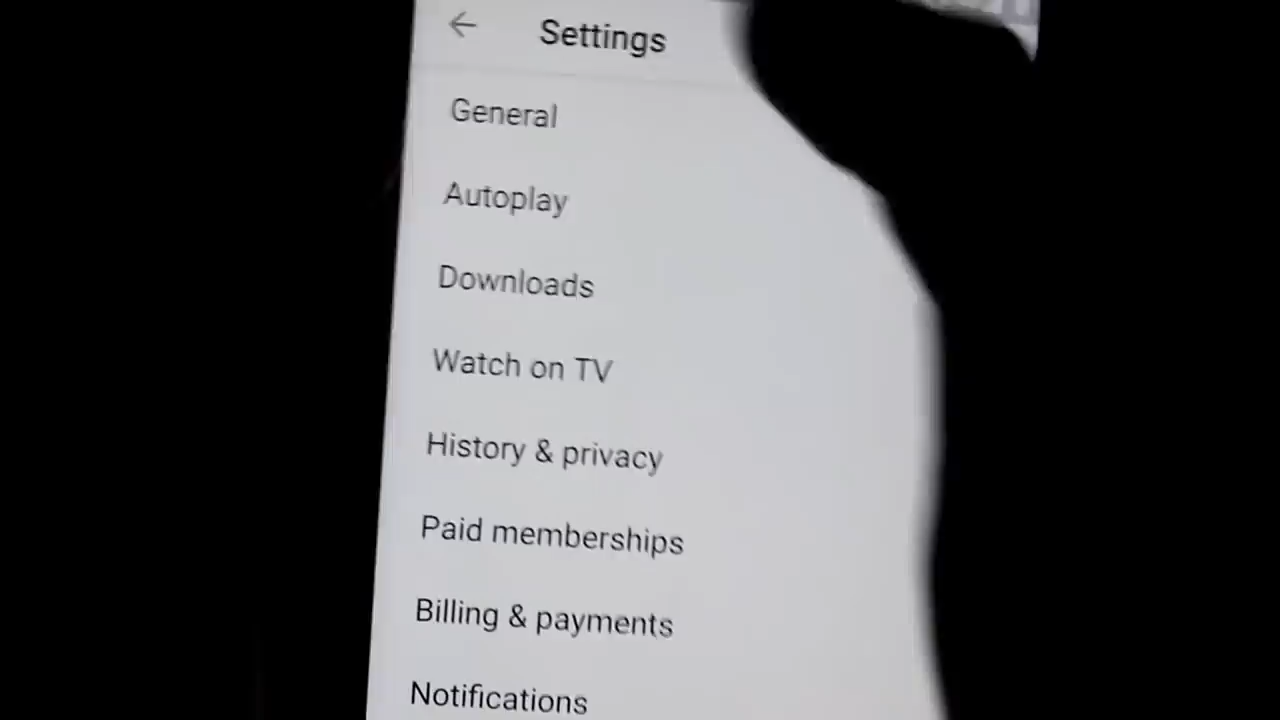 Settings
General
Autoplay
Downloads
Watch on TV
History & privacy
Paid memberships
Billing & payments
Notifications